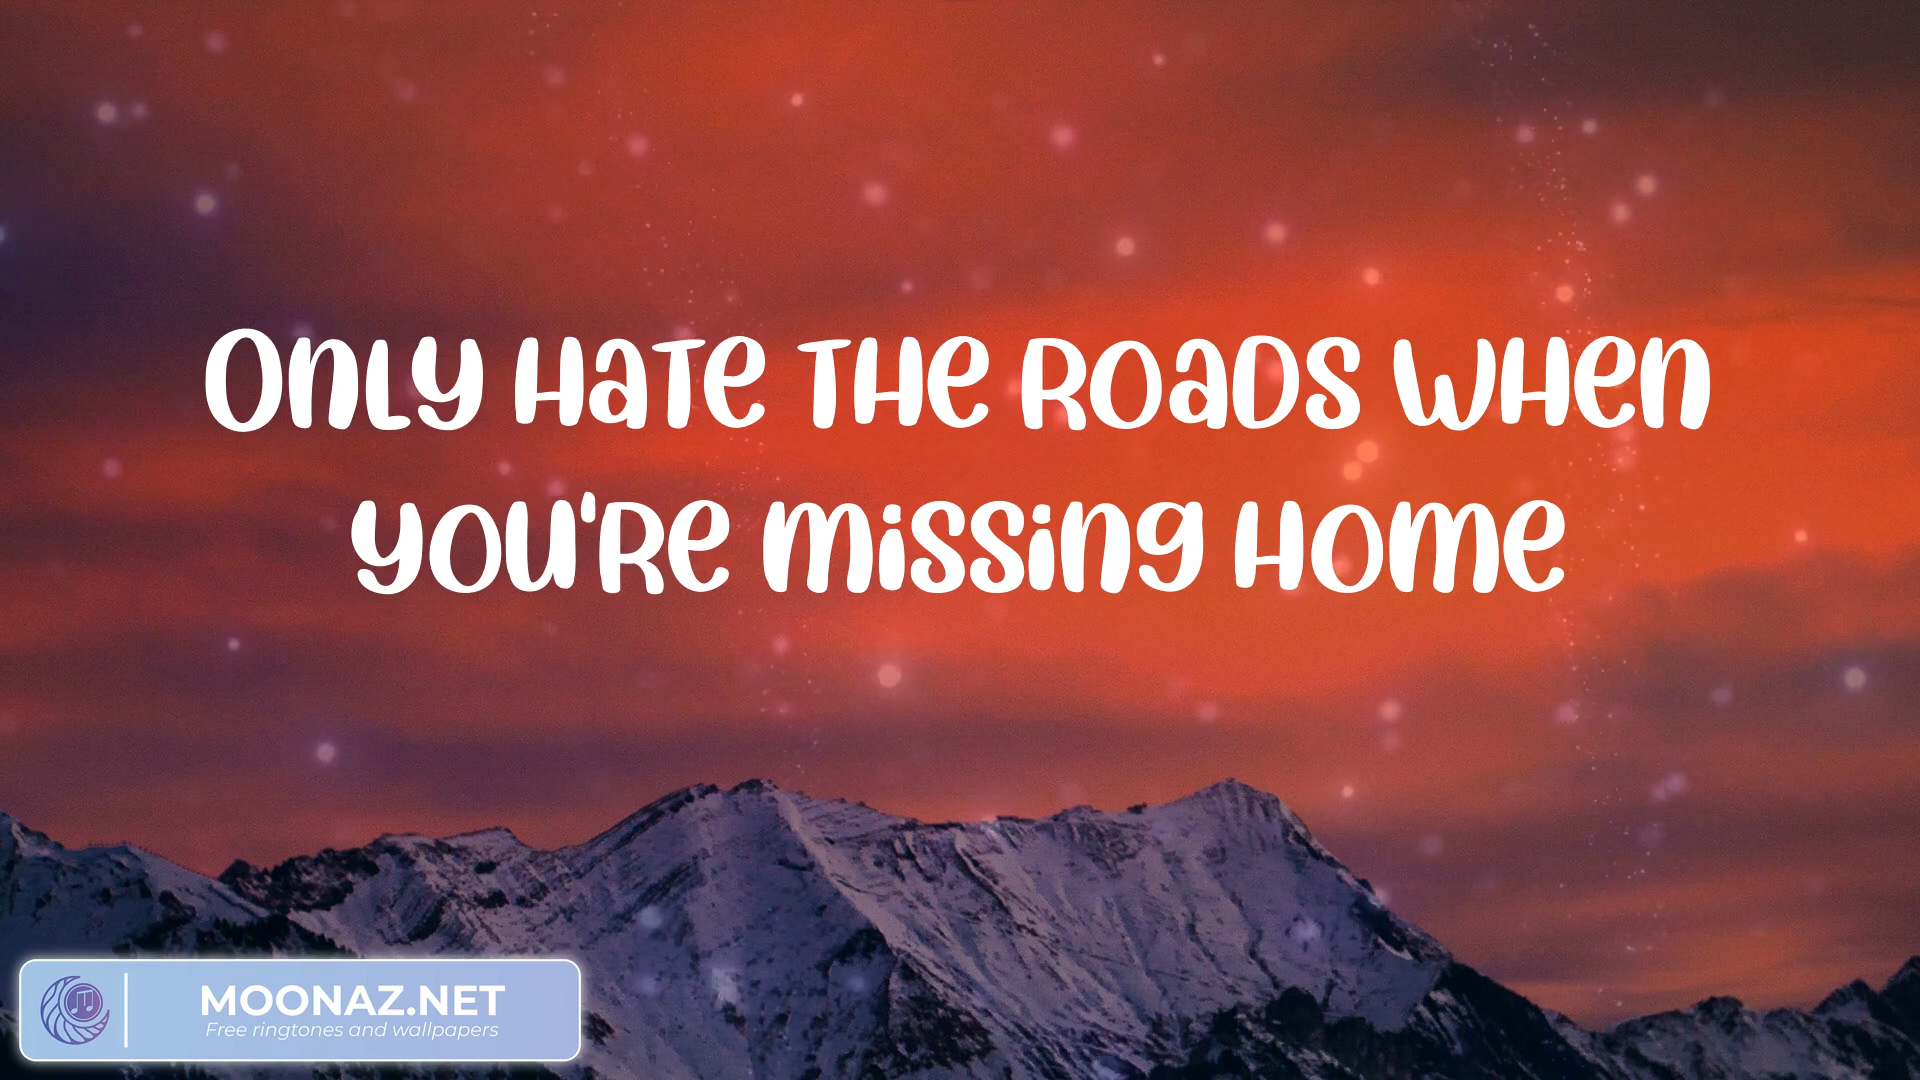 Only hate the roads when
you're missing home
MOONAZ.NET
Free ringtones and wallpapers